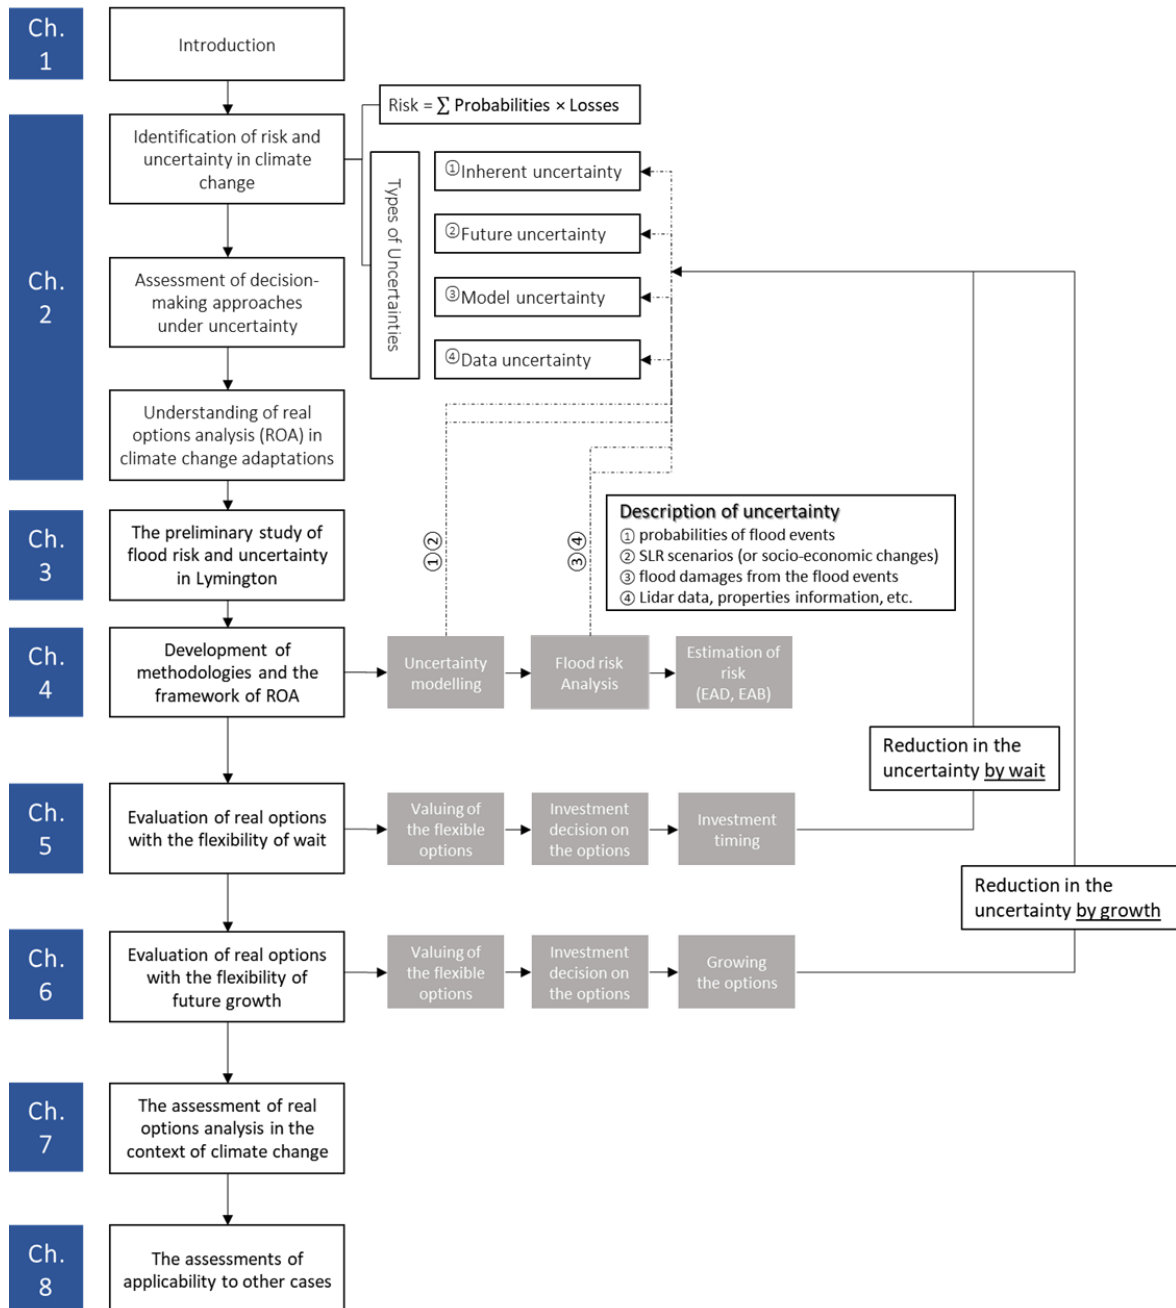 Ch.
1
Introduction
Risk = ∑ Probabilities × Losses
Ch.
2
Identification of risk and
uncertainty in climate
change
Types of Uncertainties
①Inherent uncertainty
②Future uncertainty
③Model uncertainty
④Data uncertainty
Assessment of decision-
making approaches
under uncertainty
Understanding of real
options analysis (ROA) in
climate change adaptations
Ch.
3
The preliminary study of
flood risk and uncertainty
in Lymington
①②
③④
Description of uncertainty
① probabilities of flood events
② SLR scenarios (or socio-economic changes)
③ flood damages from the flood events
④ Lidar data, properties information, etc.
Ch.
4
Development of
methodologies and the
framework of ROA
Uncertainty
modelling
Flood risk
Analysis
Estimation of
risk
(EAD, EAB)
Reduction in the
uncertainty by wait
Ch.
5
Evaluation of real options
with the flexibility of wait
Valuing of
the flexible
options
Investment
decision on
the options
Investment
timing
Reduction in the
uncertainty by growth
Ch.
6
Evaluation of real options
with the flexibility of
future growth
Valuing of
the flexible
options
Investment
decision on
the options
Growing
the options
Ch.
7
The assessment of real
options analysis in the
context of climate change
Ch.
8
The assessments of
applicability to other cases